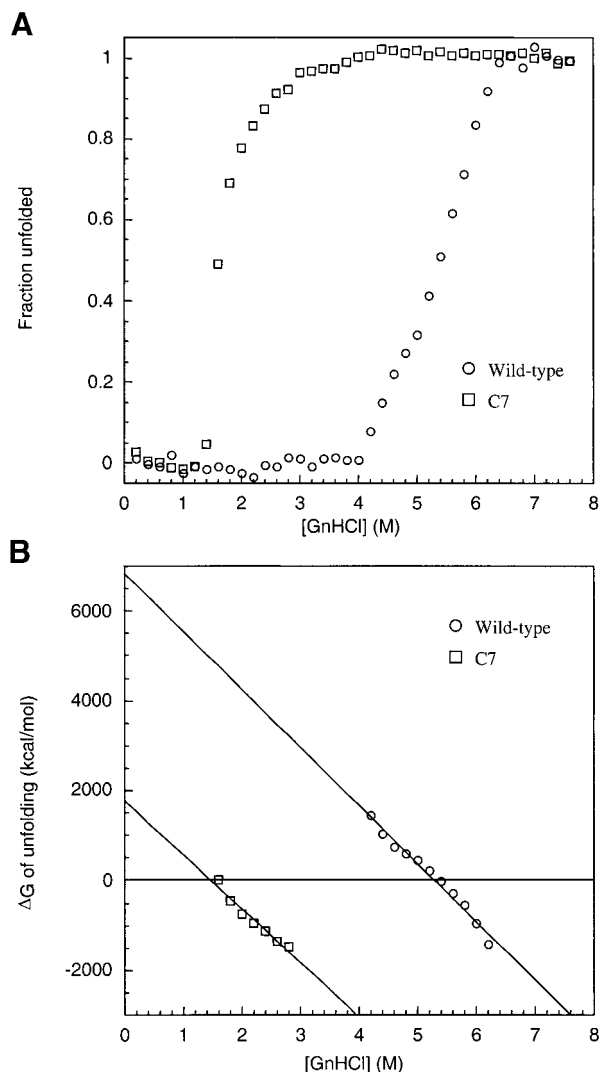 A
Fraction unfolded
1
0.8
0.6
0.4
0.2
0
Wild-type
C7
0 1 2 3 4 5 6 7 8
[GnHCl] (M)
B
ΔG of unfolding (kcal/mol)
6000
4000
2000
0
-2000
Wild-type
C7
0 1 2 3 4 5 6 7 8
[GnHCl] (M)